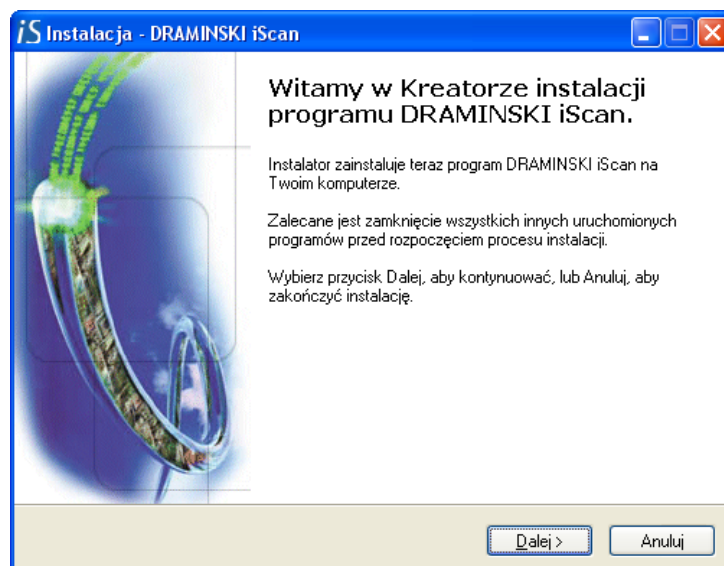 iS Instalacja - DRAMINSKI iScan
Witamy w Kreatorze instalacji
programu DRAMINSKI iScan.
Instalator zainstaluje teraz program DRAMINSKI iScan na
Twoim komputerze.
Zalecane jest zamknięcie wszystkich innych uruchomionych
programów przed rozpoczęciem procesu instalacji.
Wybierz przycisk Dalej, aby kontynuować, lub Anuluj, aby
zakończyć instalację.
Dalej >
Anuluj